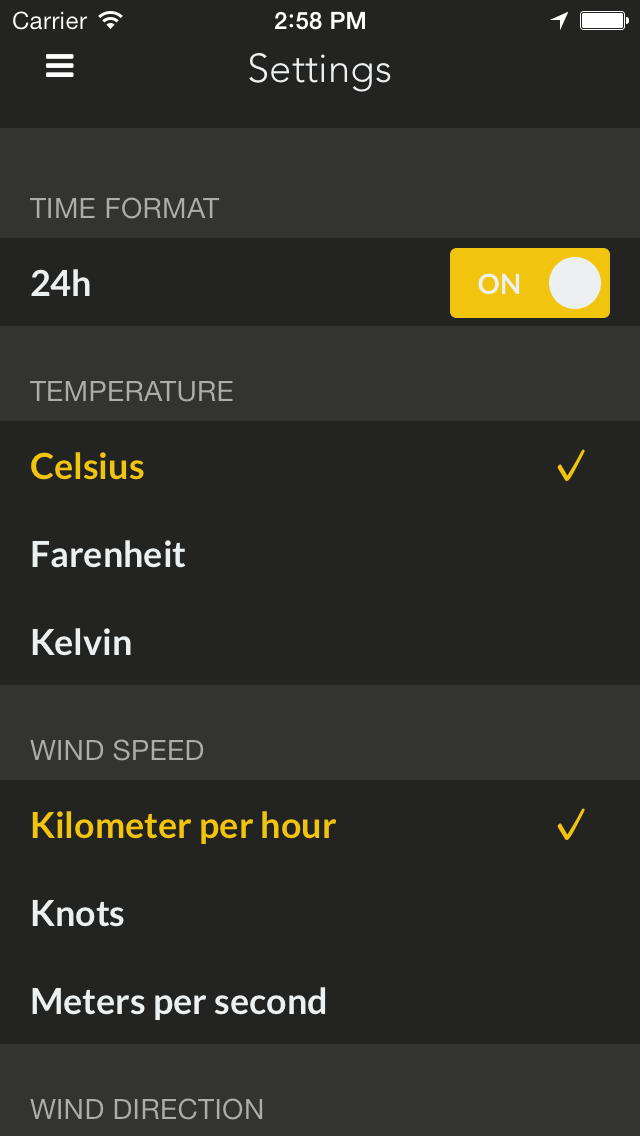 Carrier 2:58 PM
Settings
TIME FORMAT
24h ON
TEMPERATURE
Celsius
Farenheit
Kelvin
WIND SPEED
Kilometer per hour
Knots
Meters per second
WIND DIRECTION